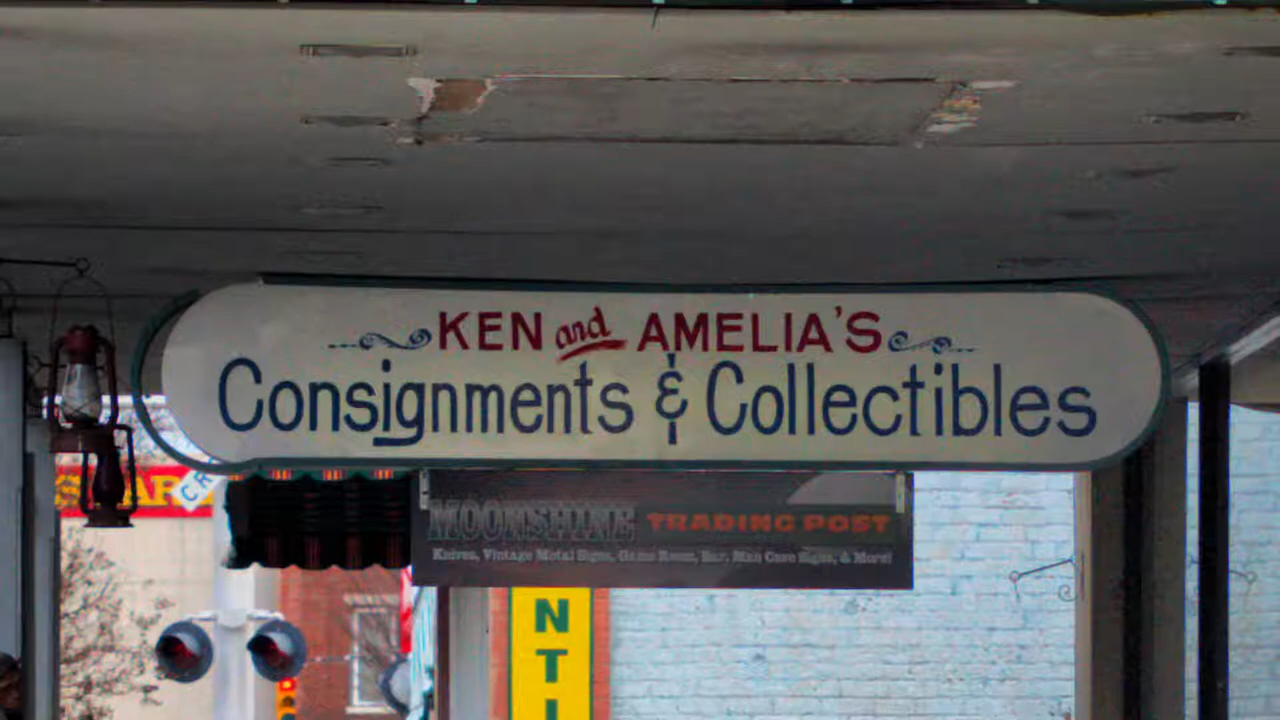 KEN and AMELIA'S
Consignments & Collectibles
MOONSHINE TRADING POST
Knives, Vintage Metal Signs, Game Room, Bar, Man Cave Signs, & More!
CR
N
T